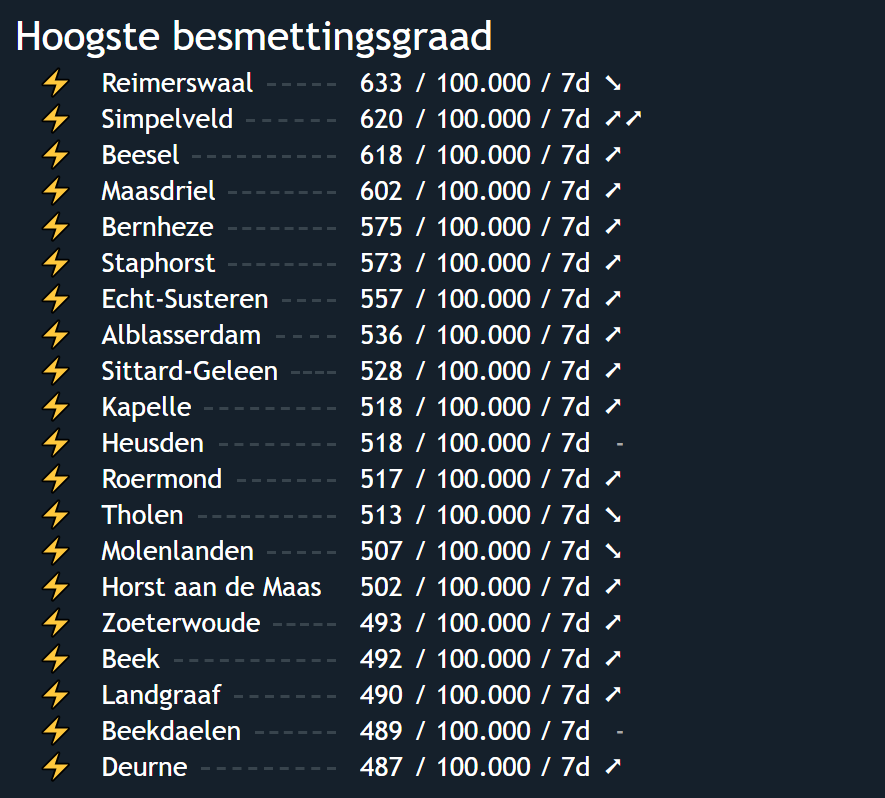 Hoogste besmettingsgraad
⚡ Reimerswaal ----- 633 / 100.000 / 7d ➘
⚡ Simpelveld ------ 620 / 100.000 / 7d ➚➚
⚡ Beesel --------- 618 / 100.000 / 7d ➚
⚡ Maasdriel ------- 602 / 100.000 / 7d ➚
⚡ Bernheze ------- 575 / 100.000 / 7d ➚
⚡ Staphorst ------- 573 / 100.000 / 7d ➚
⚡ Echt-Susteren ---- 557 / 100.000 / 7d ➚
⚡ Alblasserdam ---- 536 / 100.000 / 7d ➚
⚡ Sittard-Geleen ---- 528 / 100.000 / 7d ➚
⚡ Kapelle --------- 518 / 100.000 / 7d ➚
⚡ Heusden -------- 518 / 100.000 / 7d -
⚡ Roermond ------- 517 / 100.000 / 7d ➚
⚡ Tholen ---------- 513 / 100.000 / 7d ➘
⚡ Molenlanden ----- 507 / 100.000 / 7d ➘
⚡ Horst aan de Maas 502 / 100.000 / 7d ➚
⚡ Zoeterwoude ----- 493 / 100.000 / 7d ➚
⚡ Beek ----------- 492 / 100.000 / 7d ➚
⚡ Landgraaf ------- 490 / 100.000 / 7d ➚
⚡ Beekdaelen ------ 489 / 100.000 / 7d -
⚡ Deurne --------- 487 / 100.000 / 7d ➚